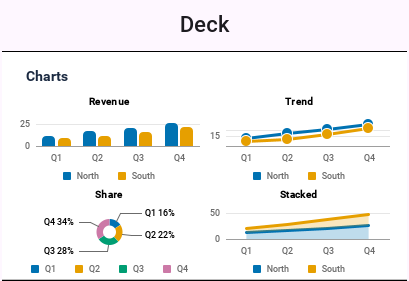 Deck
Charts
Revenue
25
0
Q1 Q2 Q3 Q4
North South
Trend
15
Q1 Q2 Q3 Q4
North South
Share
Q1 16%
Q2 22%
Q3 28%
Q4 34%
Q1 Q2 Q3 Q4
Stacked
50
0
Q1 Q2 Q3 Q4
North South